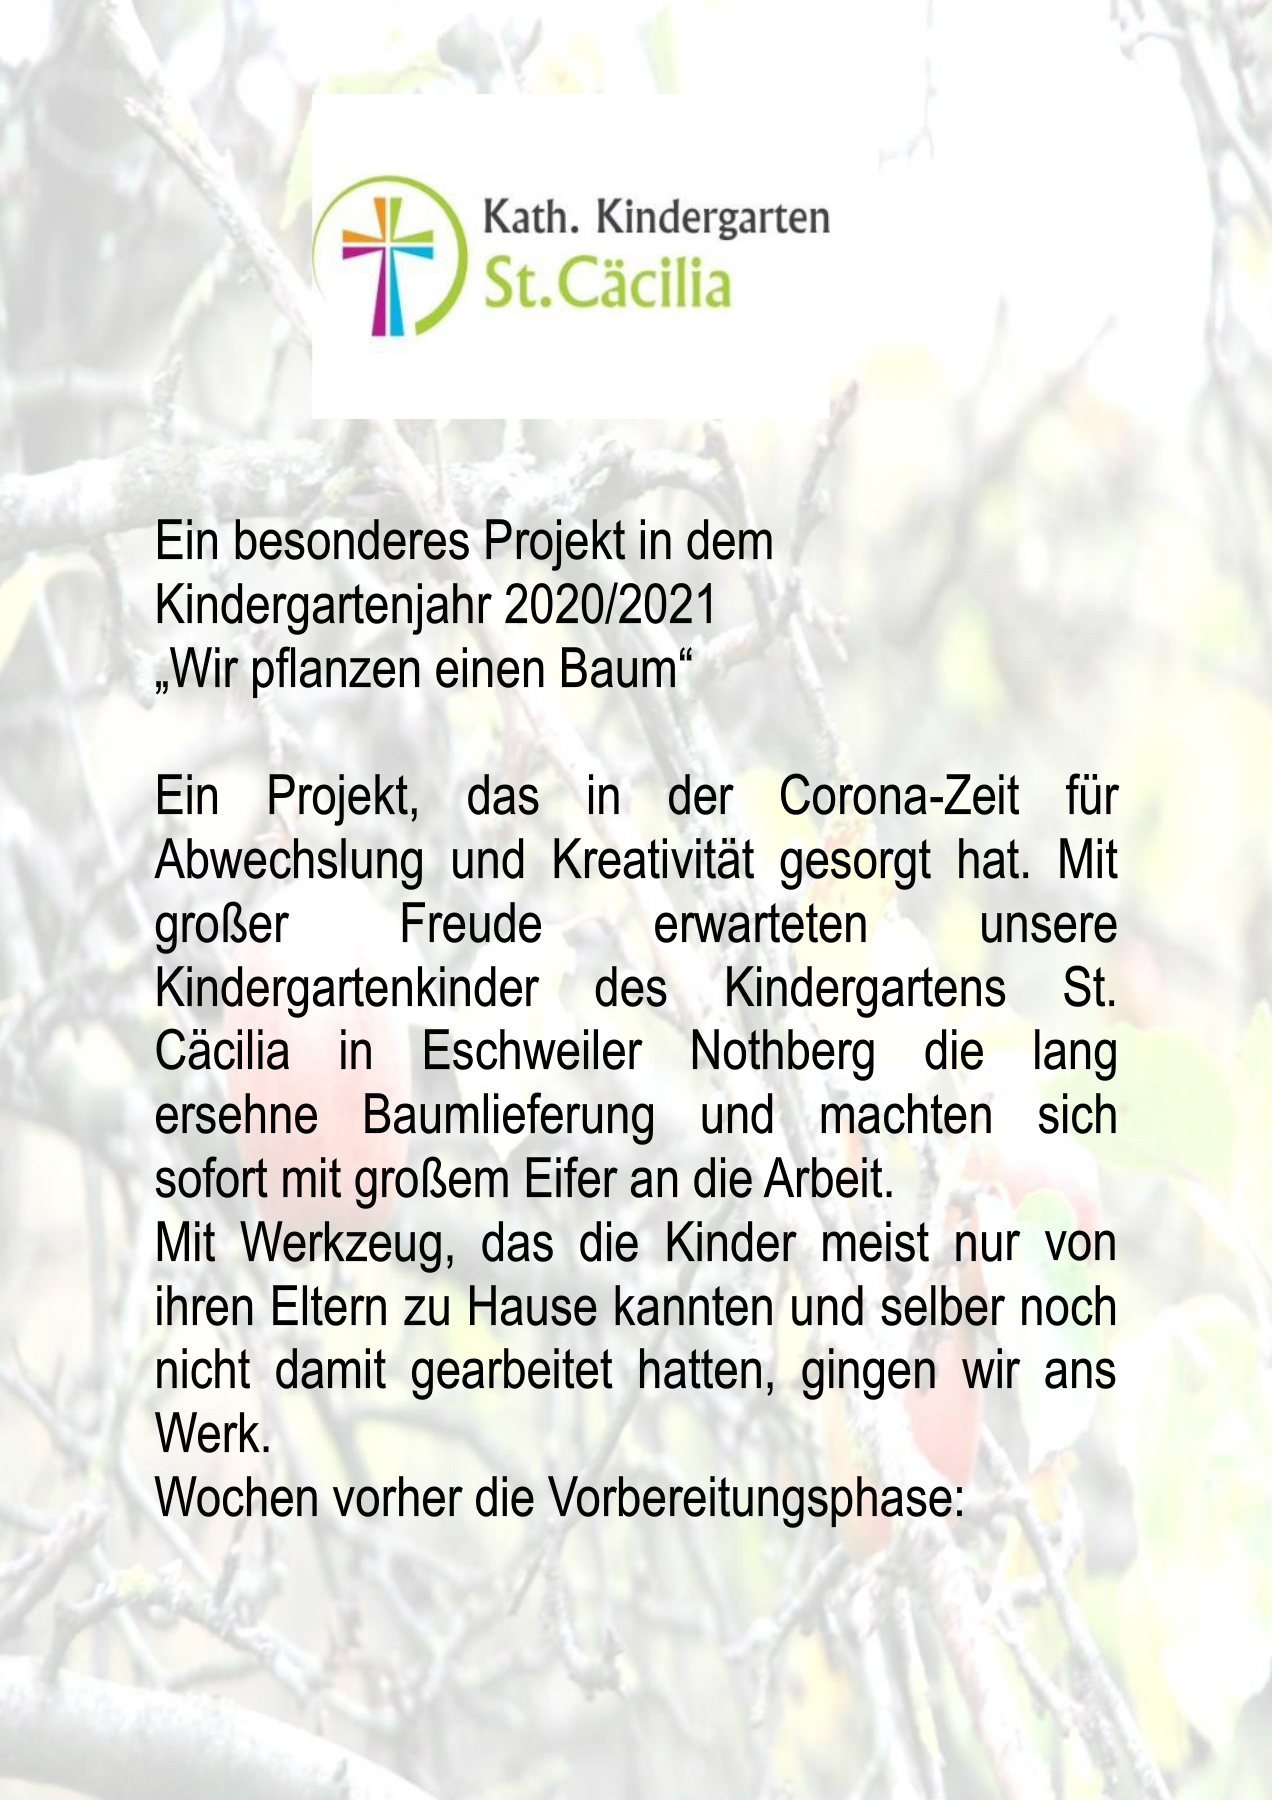 Kath. Kindergarten
St. Cäcilia
Ein besonderes Projekt in dem
Kindergartenjahr 2020/2021
„Wir pflanzen einen Baum“
Ein Projekt, das in der Corona-Zeit für
Abwechslung und Kreativität gesorgt hat. Mit
großer Freude erwarteten unsere
Kindergartenkinder des Kindergartens St.
Cäcilia in Eschweiler Nothberg die lang
ersehne Baumlieferung und machten sich
sofort mit großem Eifer an die Arbeit.
Mit Werkzeug, das die Kinder meist nur von
ihren Eltern zu Hause kannten und selber noch
nicht damit gearbeitet hatten, gingen wir ans
Werk.
Wochen vorher die Vorbereitungsphase: